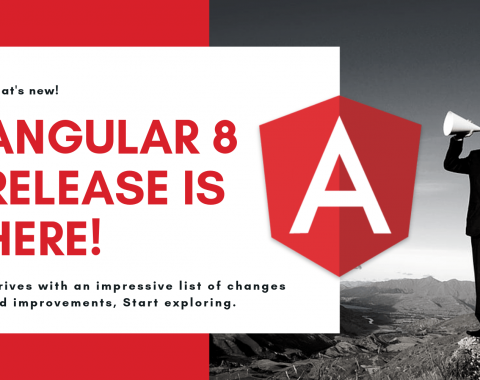 at's new!
ANGULAR 8
RELEASE IS
HERE!
rives with an impressive list of changes
d improvements, Start exploring.
A